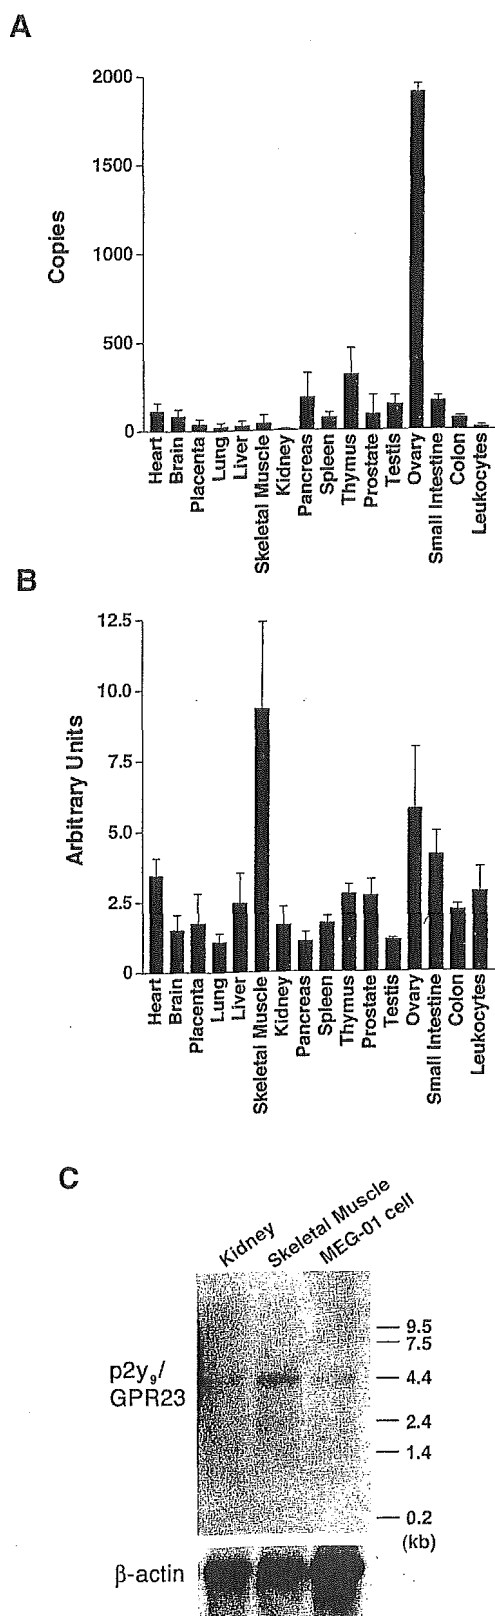 A
2000
1500
1000
500
0
Copies
Heart
Brain
Placenta
Lung
Liver
Skeletal Muscle
Kidney
Pancreas
Spleen
Thymus
Prostate
Testis
Ovary
Small Intestine
Colon
Leukocytes
B
12.5
10.0
7.5
5.0
2.5
0
Arbitrary Units
Heart
Brain
Placenta
Lung
Liver
Skeletal Muscle
Kidney
Pancreas
Spleen
Thymus
Prostate
Testis
Ovary
Small Intestine
Colon
Leukocytes
C
Kidney
Skeletal Muscle
MEG-01 cell
p2y₉/
GPR23
9.5
7.5
4.4
2.4
1.4
0.2
(kb)
β-actin